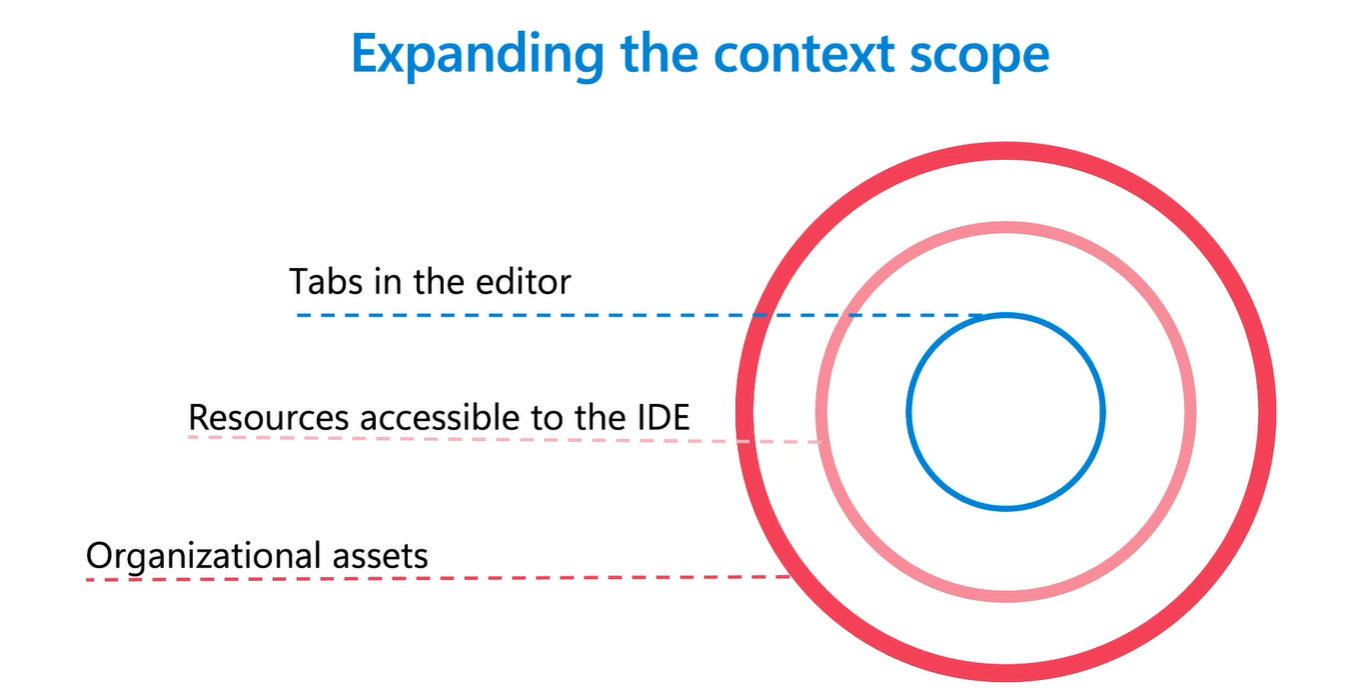 Expanding the context scope
Tabs in the editor
Resources accessible to the IDE
Organizational assets